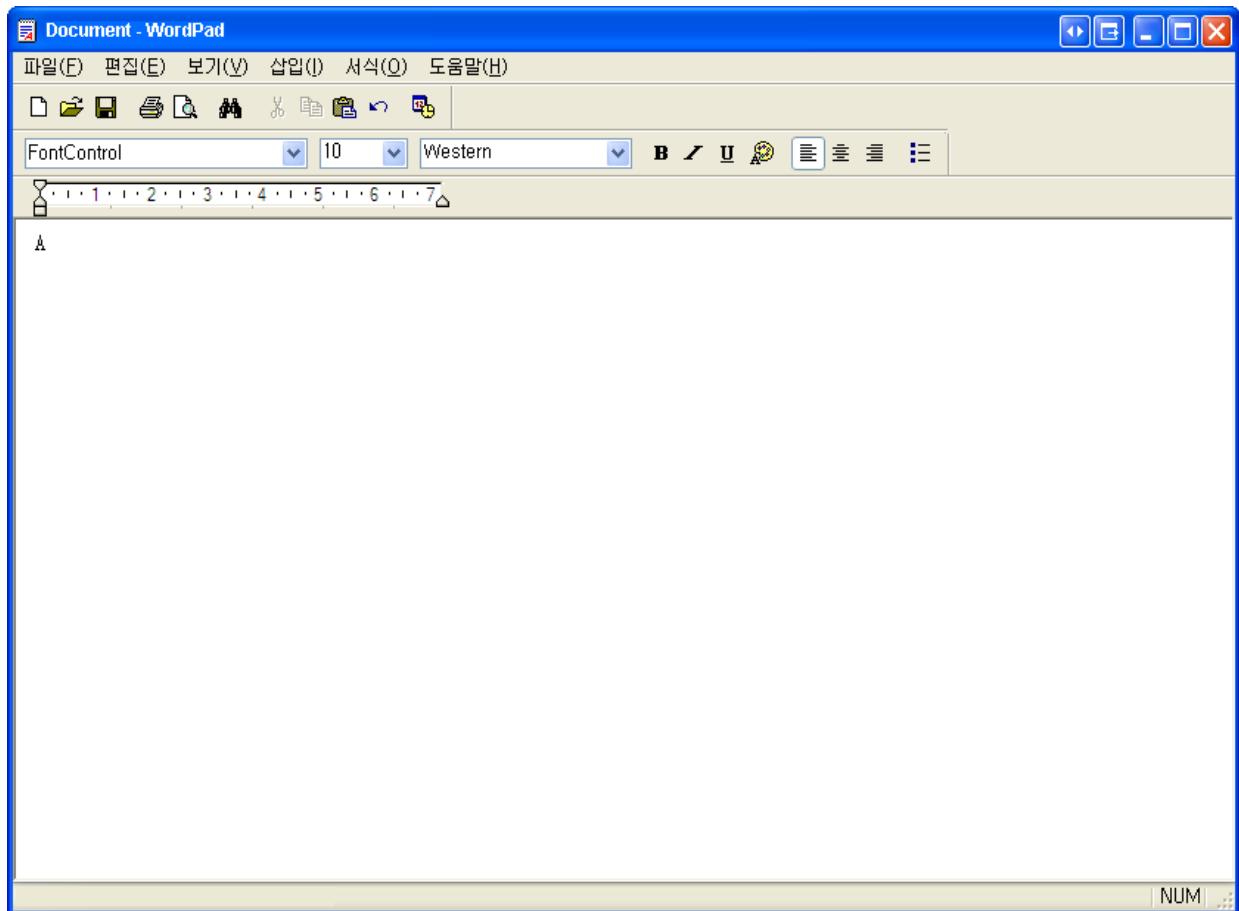 Document - WordPad
파일(F) 편집(E) 보기(V) 삽입(I) 서식(O) 도움말(H)
FontControl 10 Western B I U
1 2 3 4 5 6 7
A
NUM